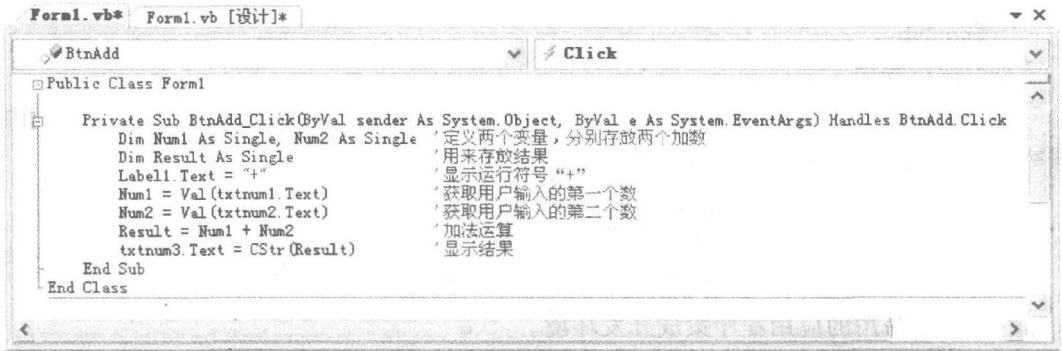 Form1.vb* Form1.vb [设计]*
BtnAdd Click
Public Class Form1
Private Sub BtnAdd_Click(ByVal sender As System.Object, ByVal e As System.EventArgs) Handles BtnAdd.Click
Dim Num1 As Single, Num2 As Single '定义两个变量，分别存放两个加数
Dim Result As Single '用来存放结果
Label1.Text = "+" '显示运行符号“+”
Num1 = Val(txtnum1.Text) '获取用户输入的第一个数
Num2 = Val(txtnum2.Text) '获取用户输入的第二个数
Result = Num1 + Num2 '加法运算
txtnum3.Text = CStr(Result) '显示结果
End Sub
End Class